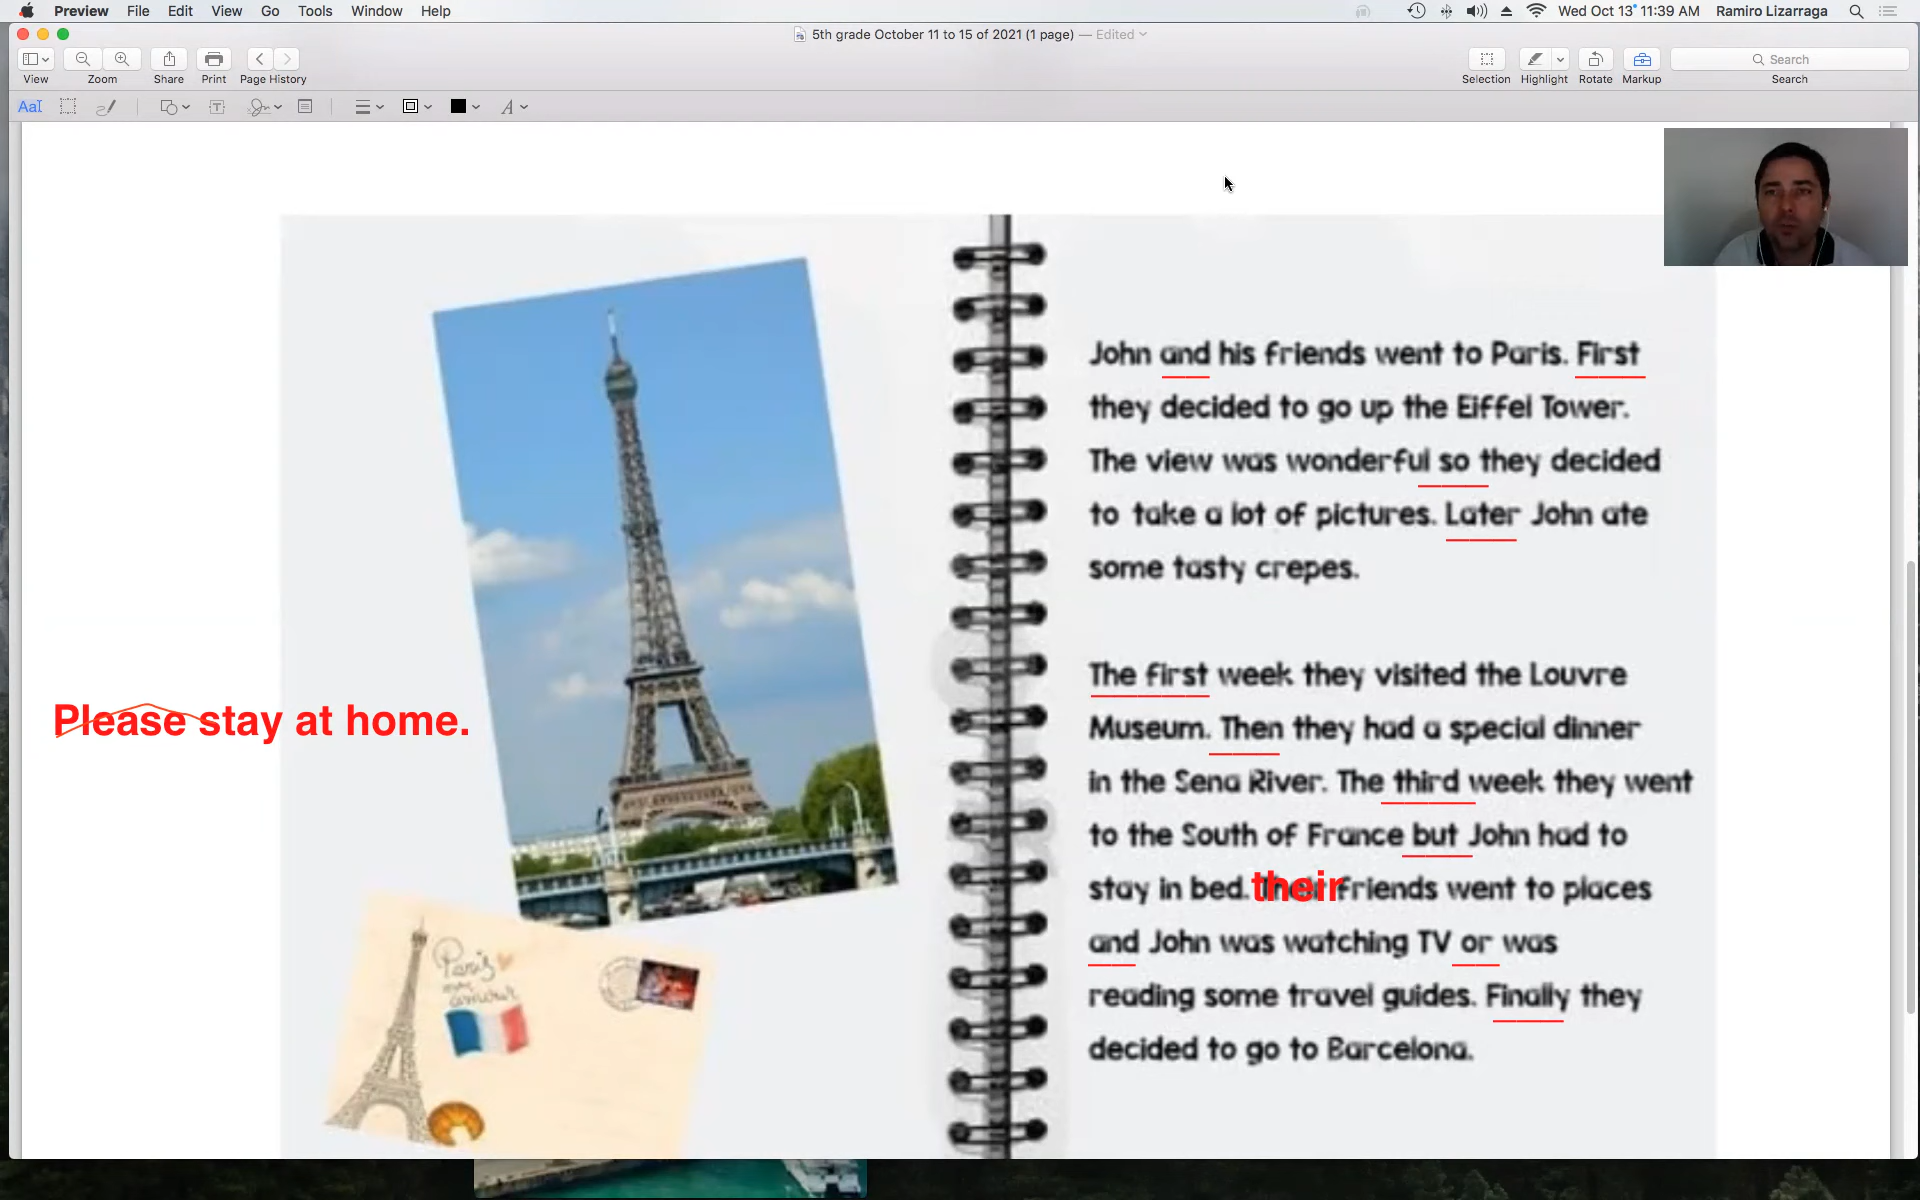 Preview File Edit View Go Tools Window Help
Wed Oct 13 11:39 AM Ramiro Lizarraga
5th grade October 11 to 15 of 2021 (1 page) — Edited
View Zoom Share Print Page History
Selection Highlight Rotate Markup Search
Search
AaI
T
A
John and his friends went to Paris. First
they decided to go up the Eiffel Tower.
The view was wonderful so they decided
to take a lot of pictures. Later John ate
some tasty crepes.
The first week they visited the Louvre
Museum. Then they had a special dinner
in the Sena River. The third week they went
to the South of France but John had to
stay in bed. their friends went to places
and John was watching TV or was
reading some travel guides. Finally they
decided to go to Barcelona.
Please stay at home.
Paris
mon
amour